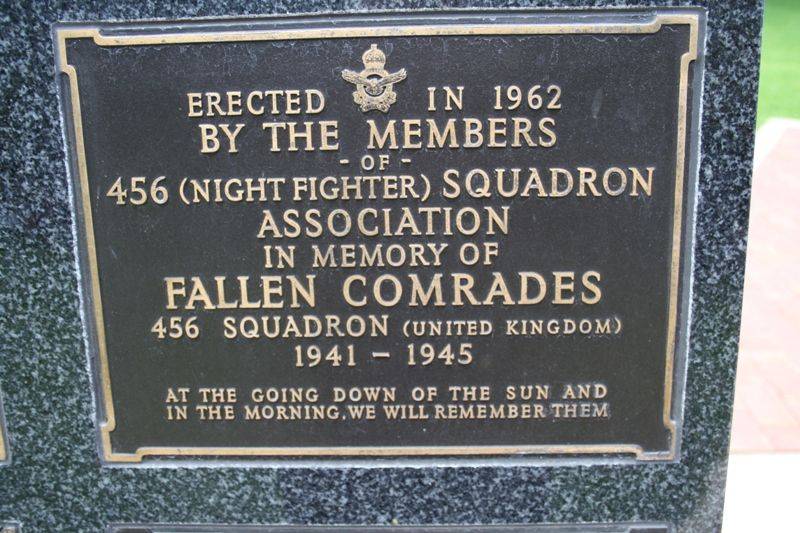 ERECTED IN 1962
BY THE MEMBERS
- OF -
456 (NIGHT FIGHTER) SQUADRON
ASSOCIATION
IN MEMORY OF
FALLEN COMRADES
456 SQUADRON (UNITED KINGDOM)
1941 - 1945
AT THE GOING DOWN OF THE SUN AND
IN THE MORNING, WE WILL REMEMBER THEM